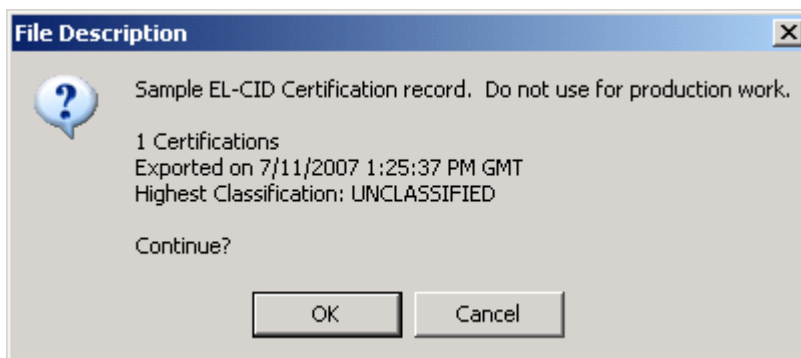 File Description
Sample EL-CID Certification record.  Do not use for production work.
1 Certifications
Exported on 7/11/2007 1:25:37 PM GMT
Highest Classification: UNCLASSIFIED
Continue?
OK
Cancel